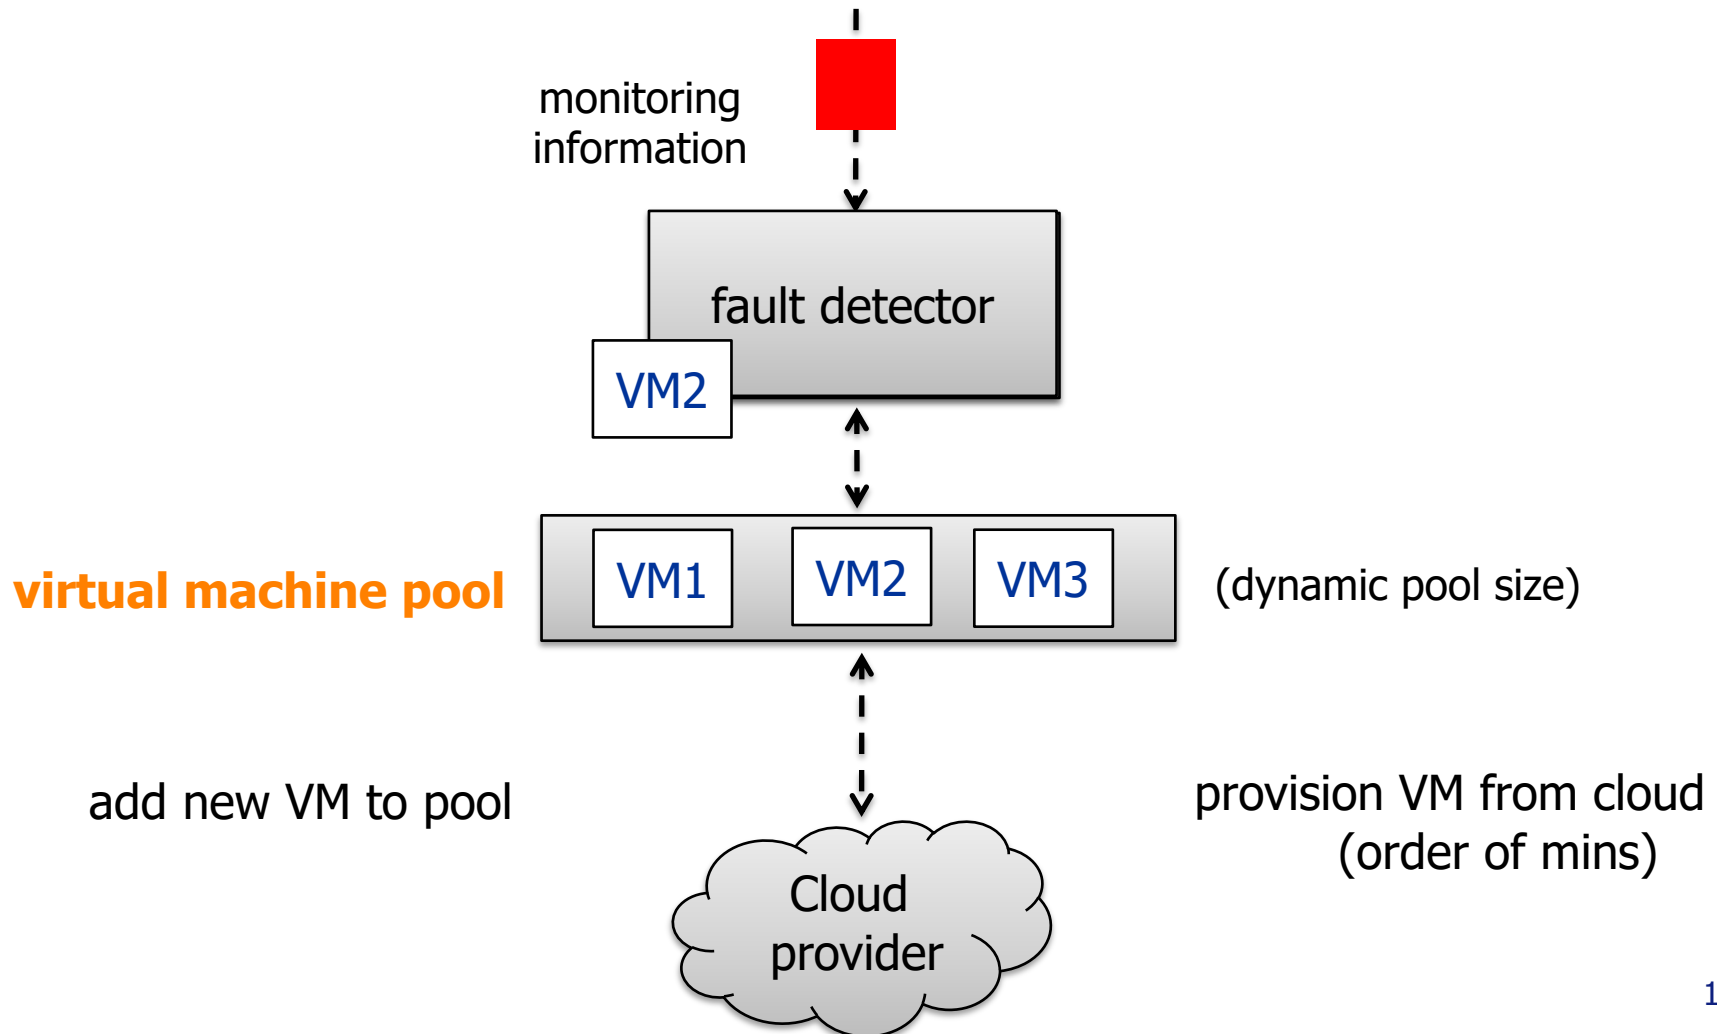 monitoring
information
fault detector
VM2
virtual machine pool
VM1
VM2
VM3
(dynamic pool size)
add new VM to pool
provision VM from cloud
(order of mins)
Cloud
provider
1